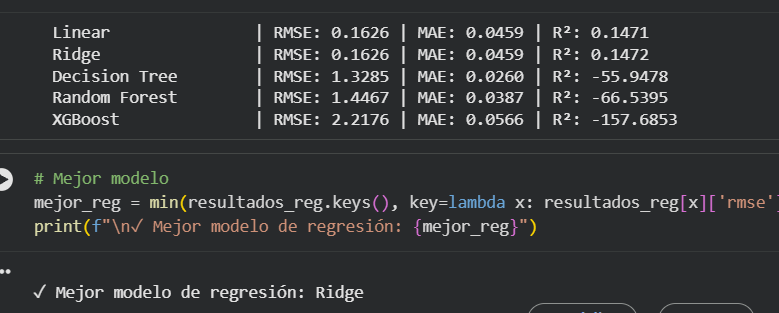 Linear | RMSE: 0.1626 | MAE: 0.0459 | R²: 0.1471
Ridge | RMSE: 0.1626 | MAE: 0.0459 | R²: 0.1472
Decision Tree | RMSE: 1.3285 | MAE: 0.0260 | R²: -55.9478
Random Forest | RMSE: 1.4467 | MAE: 0.0387 | R²: -66.5395
XGBoost | RMSE: 2.2176 | MAE: 0.0566 | R²: -157.6853
# Mejor modelo
mejor_reg = min(resultados_reg.keys(), key=lambda x: resultados_reg[x]['rmse']
print(f"\n✓ Mejor modelo de regresión: {mejor_reg}")
✓ Mejor modelo de regresión: Ridge